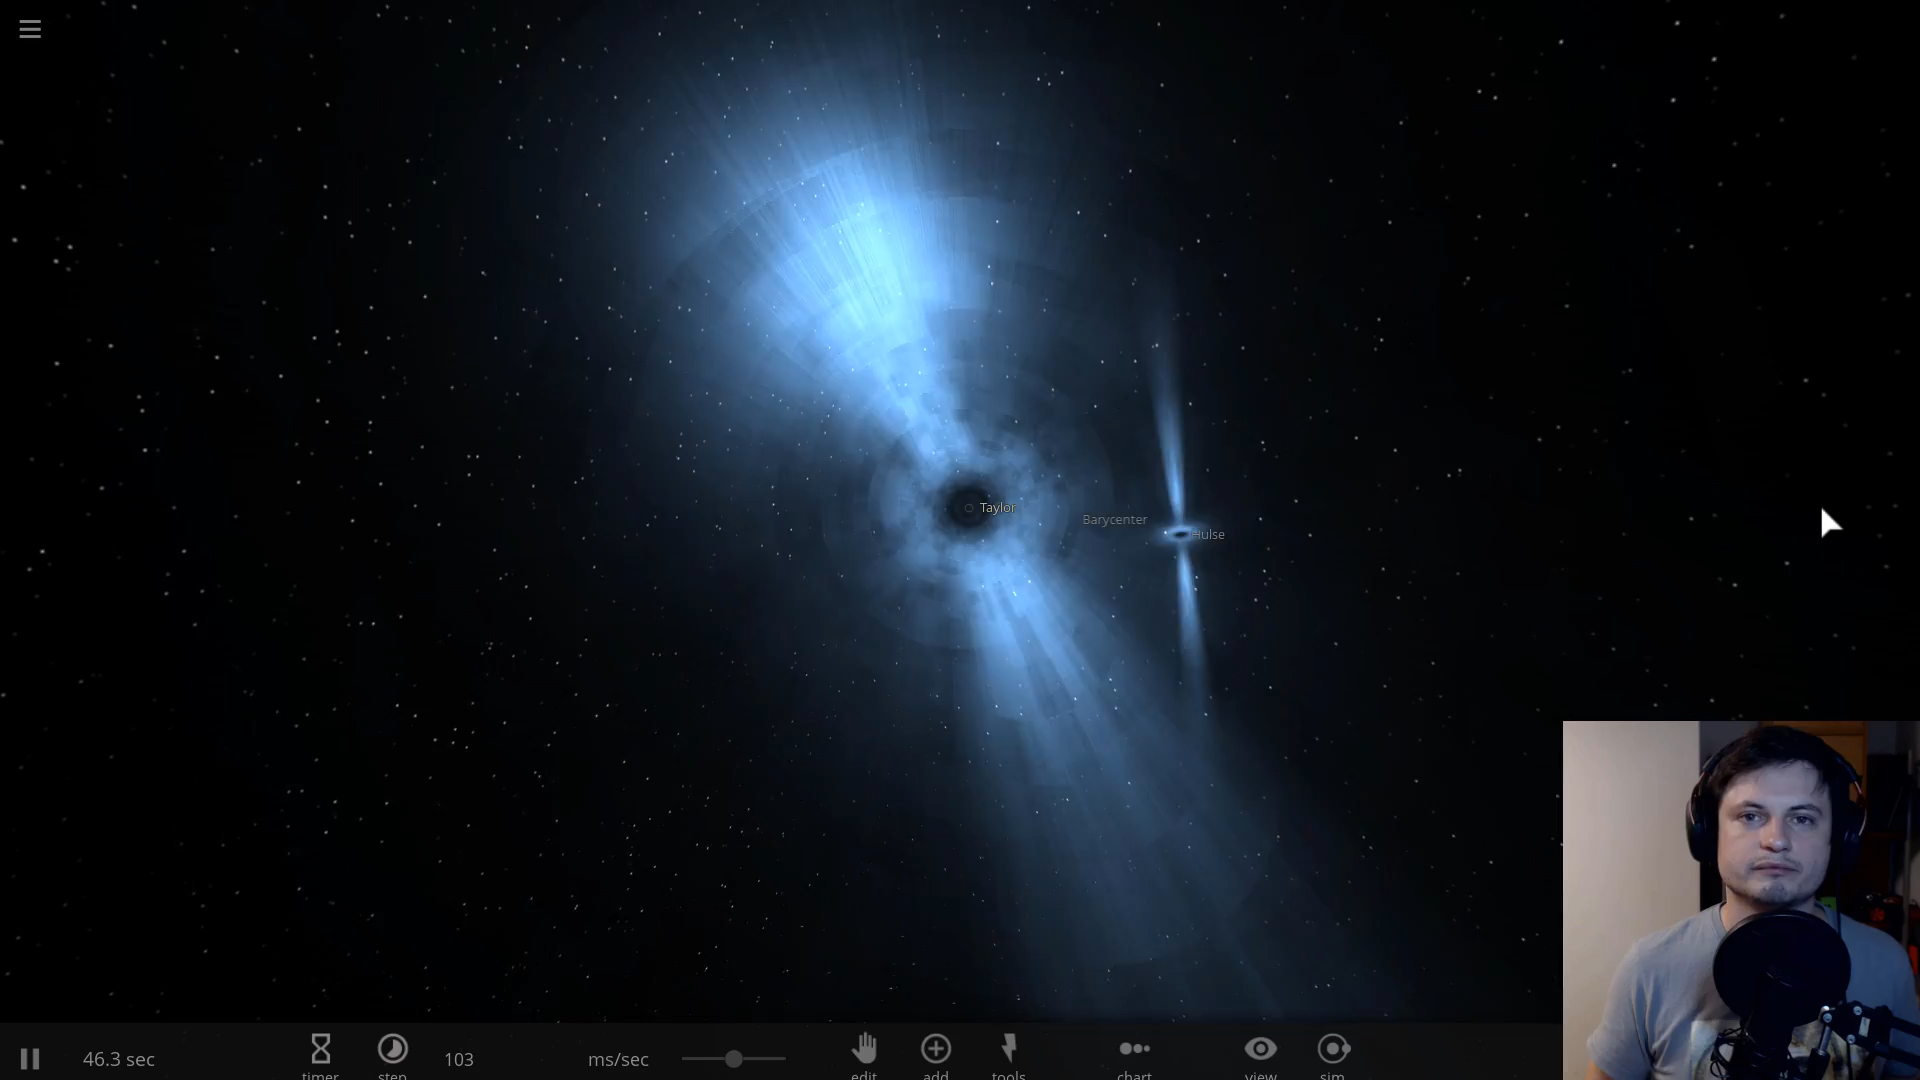 Taylor
Barycenter
Hulse
46.3 sec
timer
step
103
ms/sec
edit
add
tools
chart
view
sim